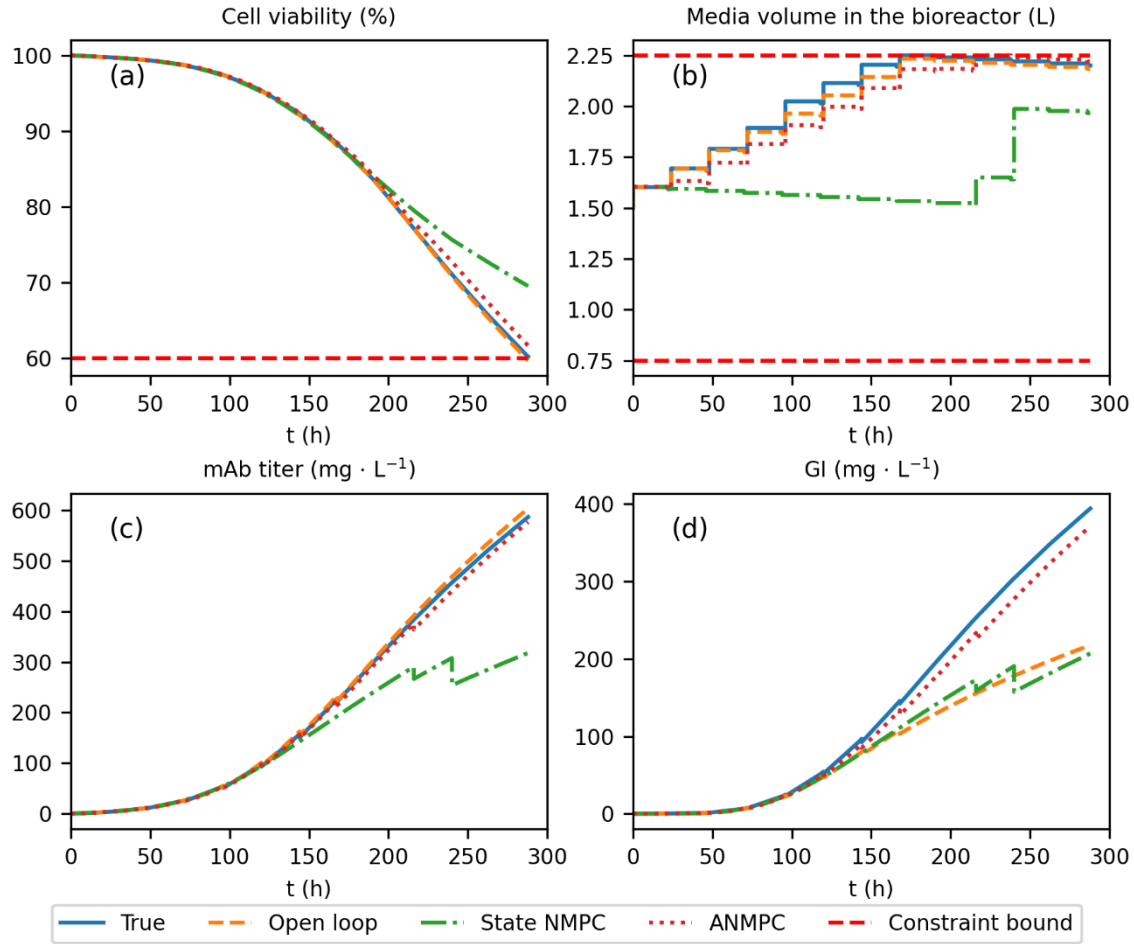 Cell viability (%)
Media volume in the bioreactor (L)
(a)
(b)
100
90
80
70
60
2.25
2.00
1.75
1.50
1.25
1.00
0.75
0 50 100 150 200 250 300
0 50 100 150 200 250 300
t (h)
t (h)
mAb titer (mg · L⁻¹)
GI (mg · L⁻¹)
(c)
(d)
600
500
400
300
200
100
0
400
300
200
100
0
0 50 100 150 200 250 300
0 50 100 150 200 250 300
t (h)
t (h)
True Open loop State NMPC ANMPC Constraint bound